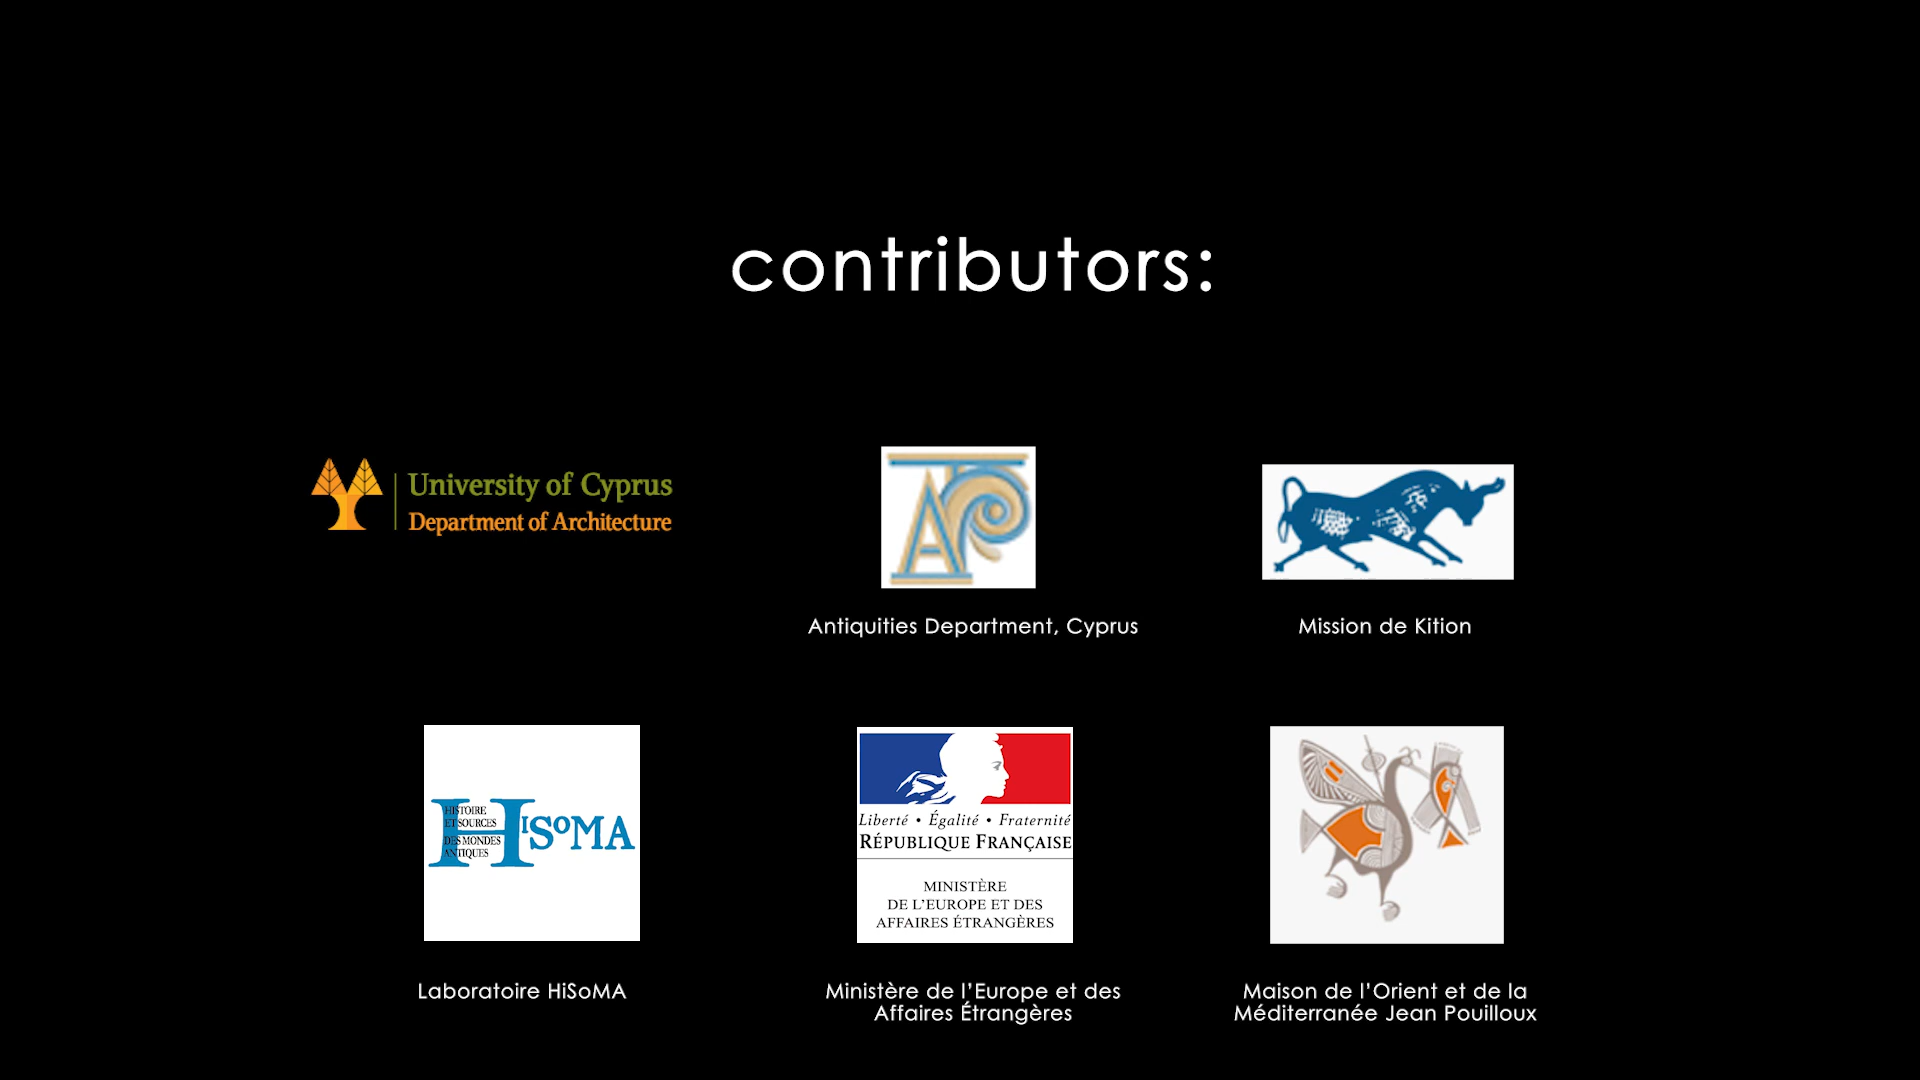 contributors:
University of Cyprus
Department of Architecture
Antiquities Department, Cyprus
Mission de Kition
HISTOIRE
ET SOURCES
DES MONDES
ANTIQUES
HiSoMA
Laboratoire HiSoMA
Liberté • Égalité • Fraternité
RÉPUBLIQUE FRANÇAISE
MINISTÈRE
DE L'EUROPE ET DES
AFFAIRES ÉTRANGÈRES
Ministère de l'Europe et des
Affaires Étrangères
Maison de l'Orient et de la
Méditerranée Jean Pouilloux